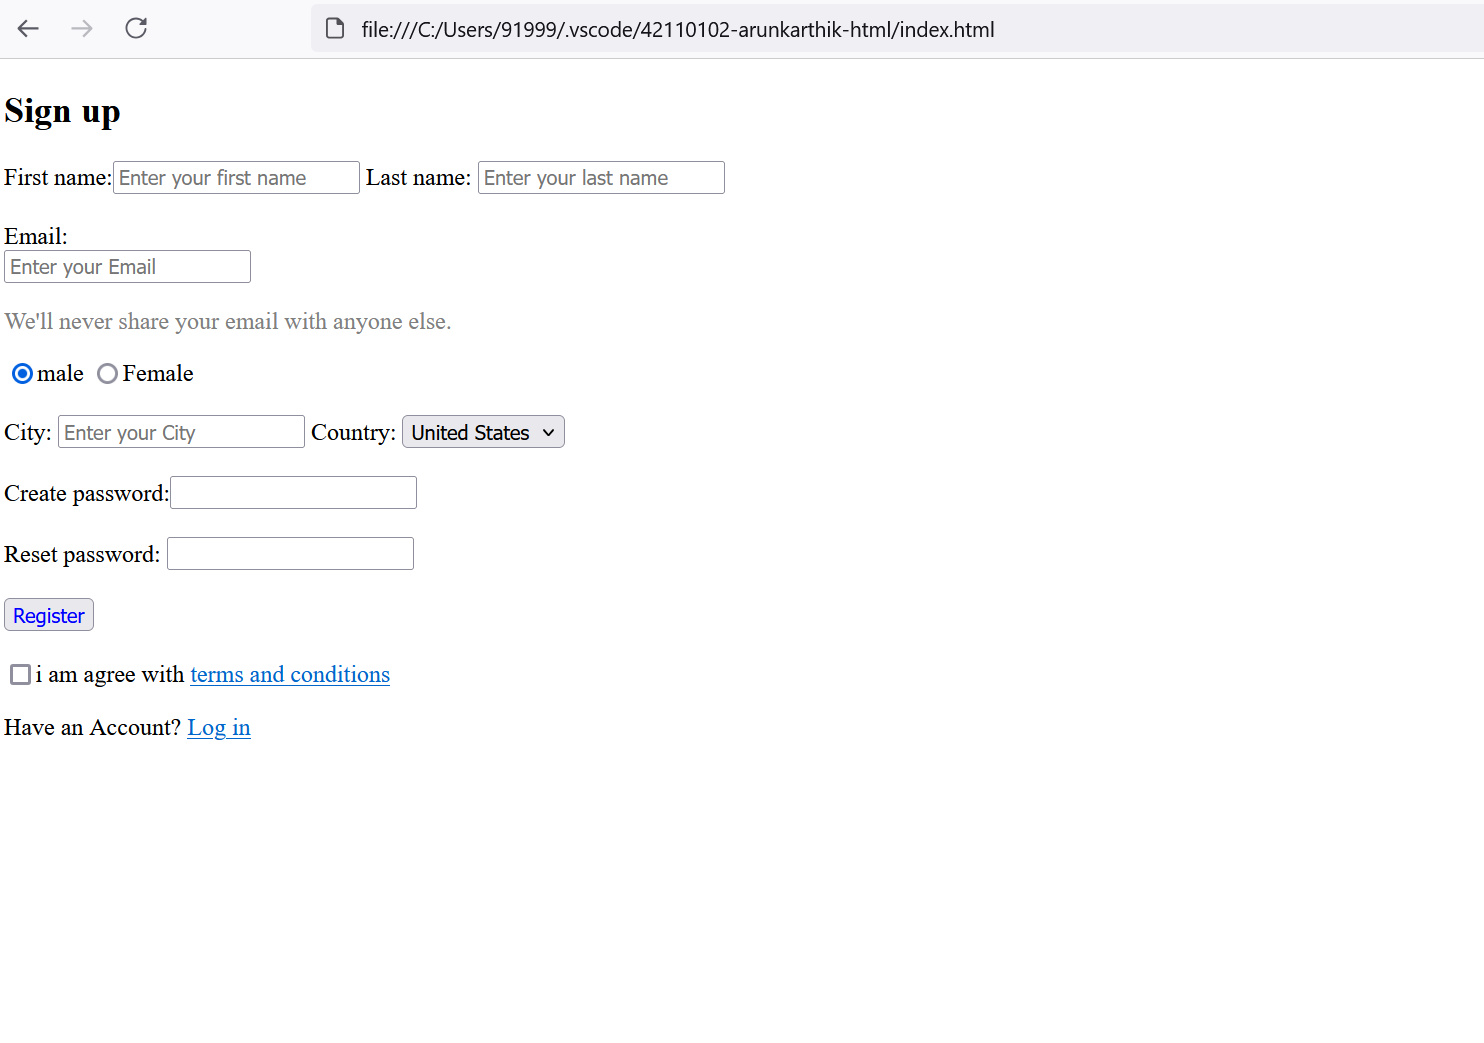 file:///C:/Users/91999/.vscode/42110102-arunkarthik-html/index.html
Sign up
First name: Enter your first name Last name: Enter your last name
Email:
Enter your Email
We'll never share your email with anyone else.
male Female
City: Enter your City Country: United States
Create password:
Reset password:
Register
i am agree with terms and conditions
Have an Account? Log in